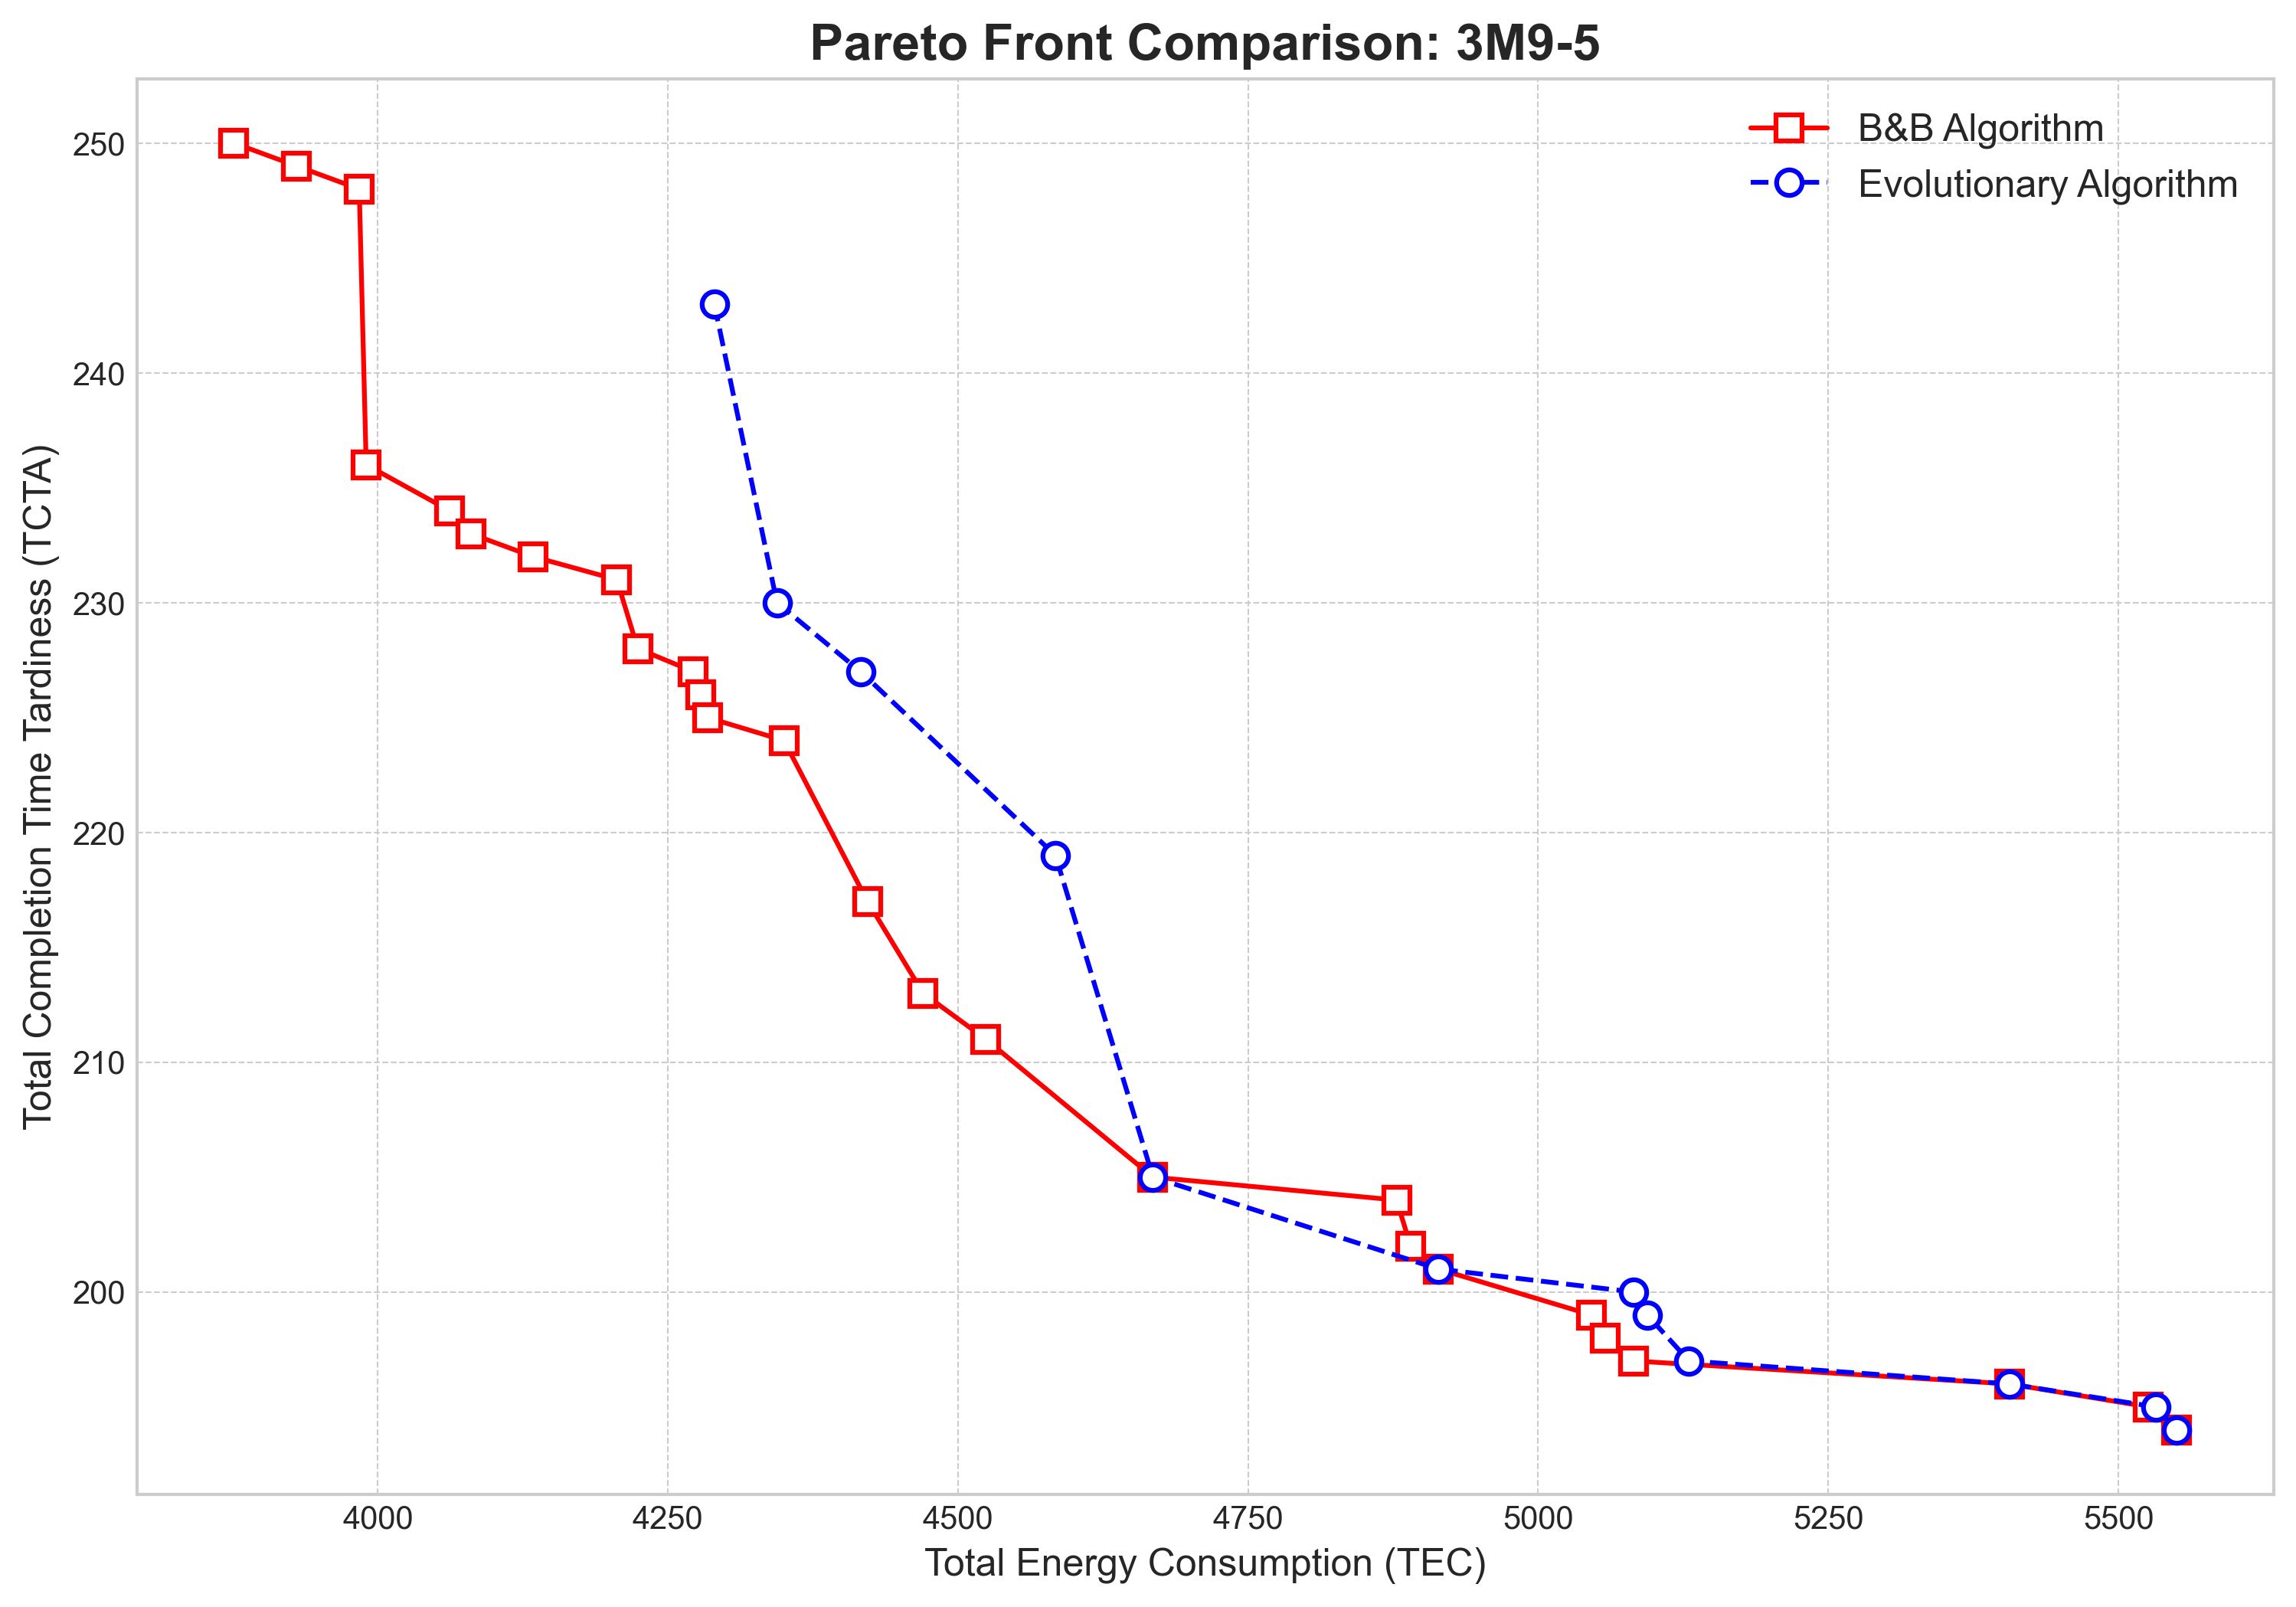 Pareto Front Comparison: 3M9-5
B&B Algorithm
Evolutionary Algorithm
Total Completion Time Tardiness (TCTA)
250
240
230
220
210
200
4000 4250 4500 4750 5000 5250 5500
Total Energy Consumption (TEC)